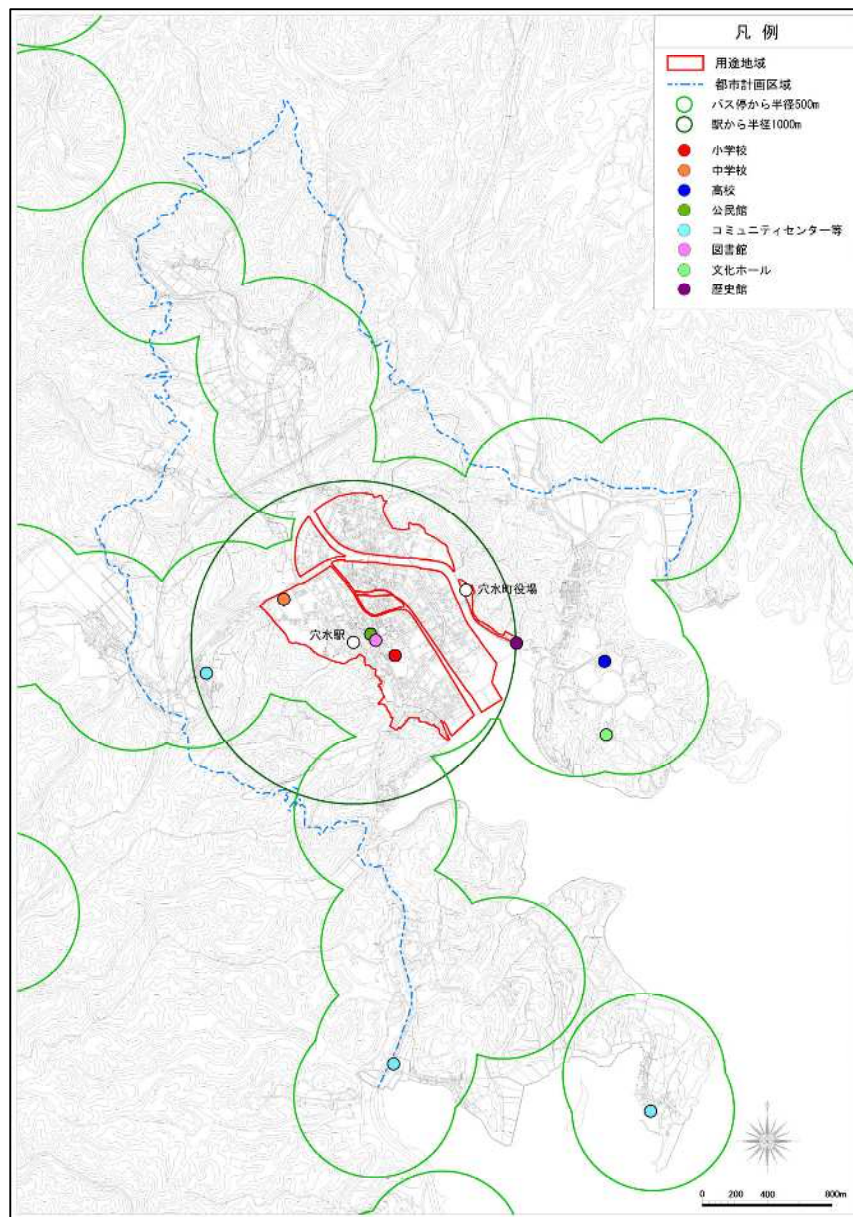 凡 例
用途地域
都市計画区域
バス停から半径500m
駅から半径1000m
小学校
中学校
高校
公民館
コミュニティセンター等
図書館
文化ホール
歴史館
穴水町役場
穴水駅
0 200 400 800m